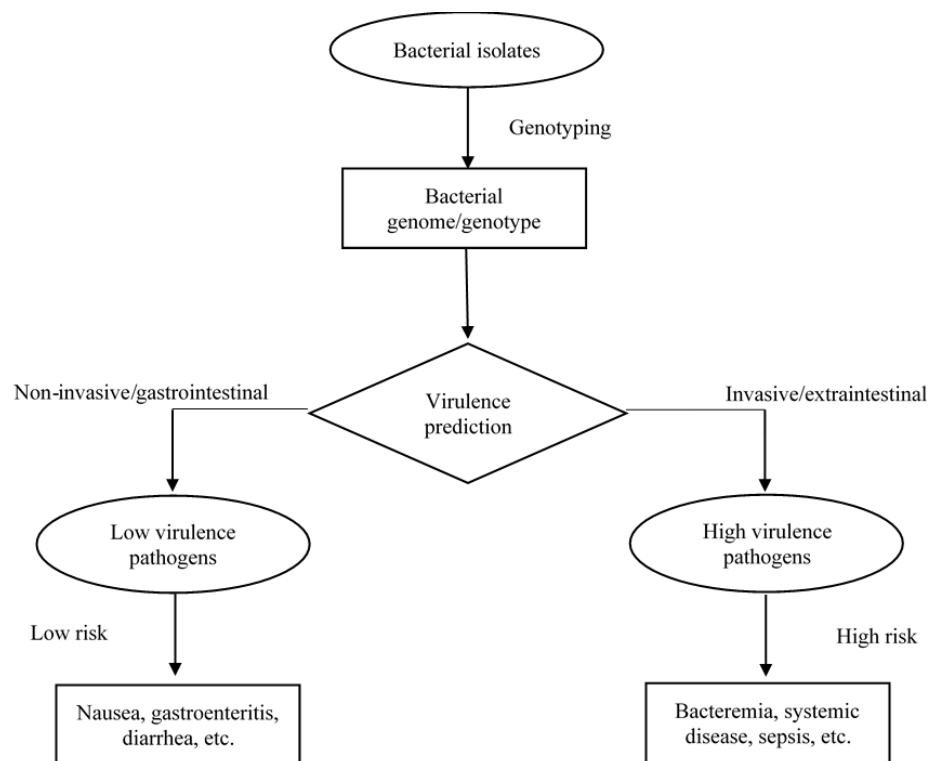 Bacterial isolates
Genotyping
Bacterial
genome/genotype
Non-invasive/gastrointestinal
Invasive/extraintestinal
Virulence
prediction
Low virulence
pathogens
High virulence
pathogens
Low risk
High risk
Nausea, gastroenteritis,
diarrhea, etc.
Bacteremia, systemic
disease, sepsis, etc.